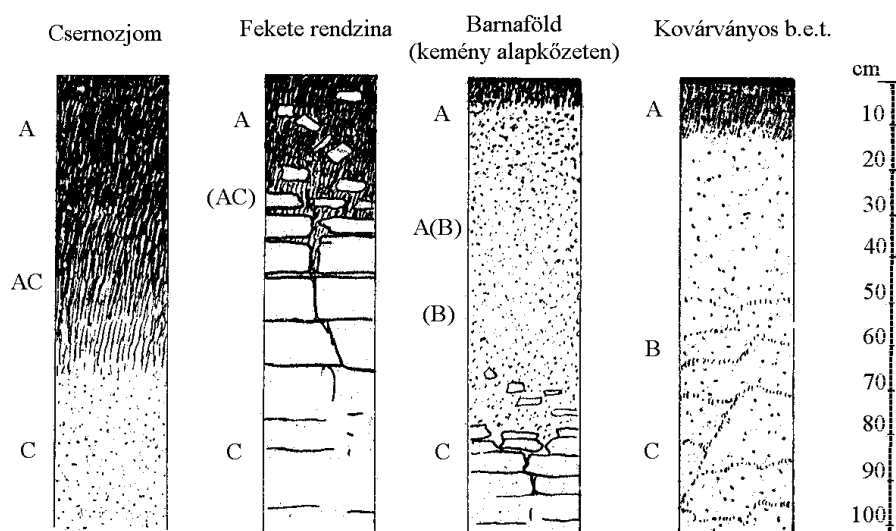 Csernozjom
A
AC
C
Fekete rendzina
A
(AC)
C
Barnaföld
(kemény alapkőzeten)
A
A(B)
(B)
C
Kovárványos b.e.t.
A
B
C
cm
10
20
30
40
50
60
70
80
90
100